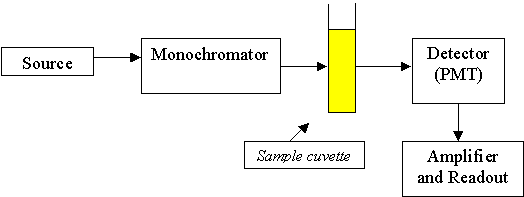 Source
Monochromator
Detector
(PMT)
Sample cuvette
Amplifier
and Readout